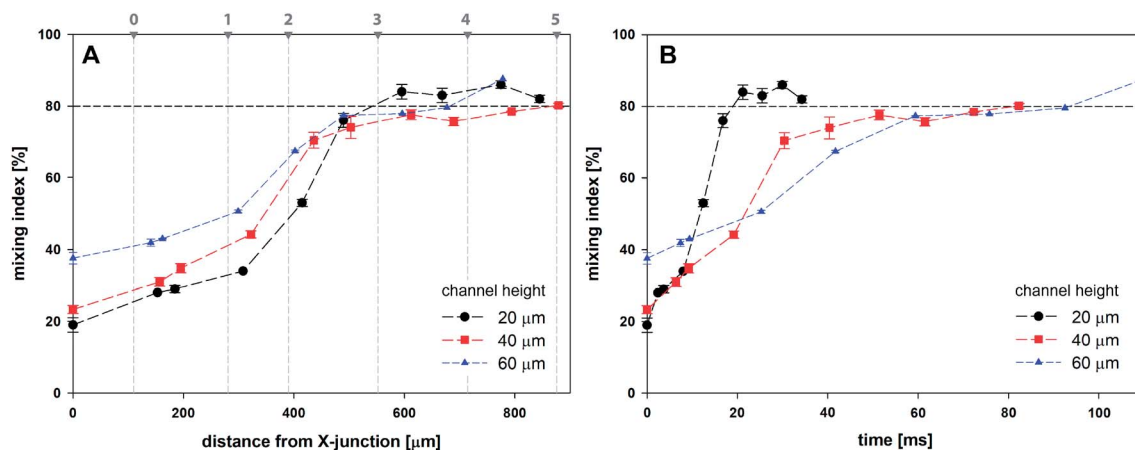 0 1 2 3 4 5
A
100
80
60
40
20
0
mixing index [%]
channel height
20 μm
40 μm
60 μm
0 200 400 600 800
distance from X-junction [μm]
B
100
80
60
40
20
0
mixing index [%]
channel height
20 μm
40 μm
60 μm
0 20 40 60 80 100
time [ms]